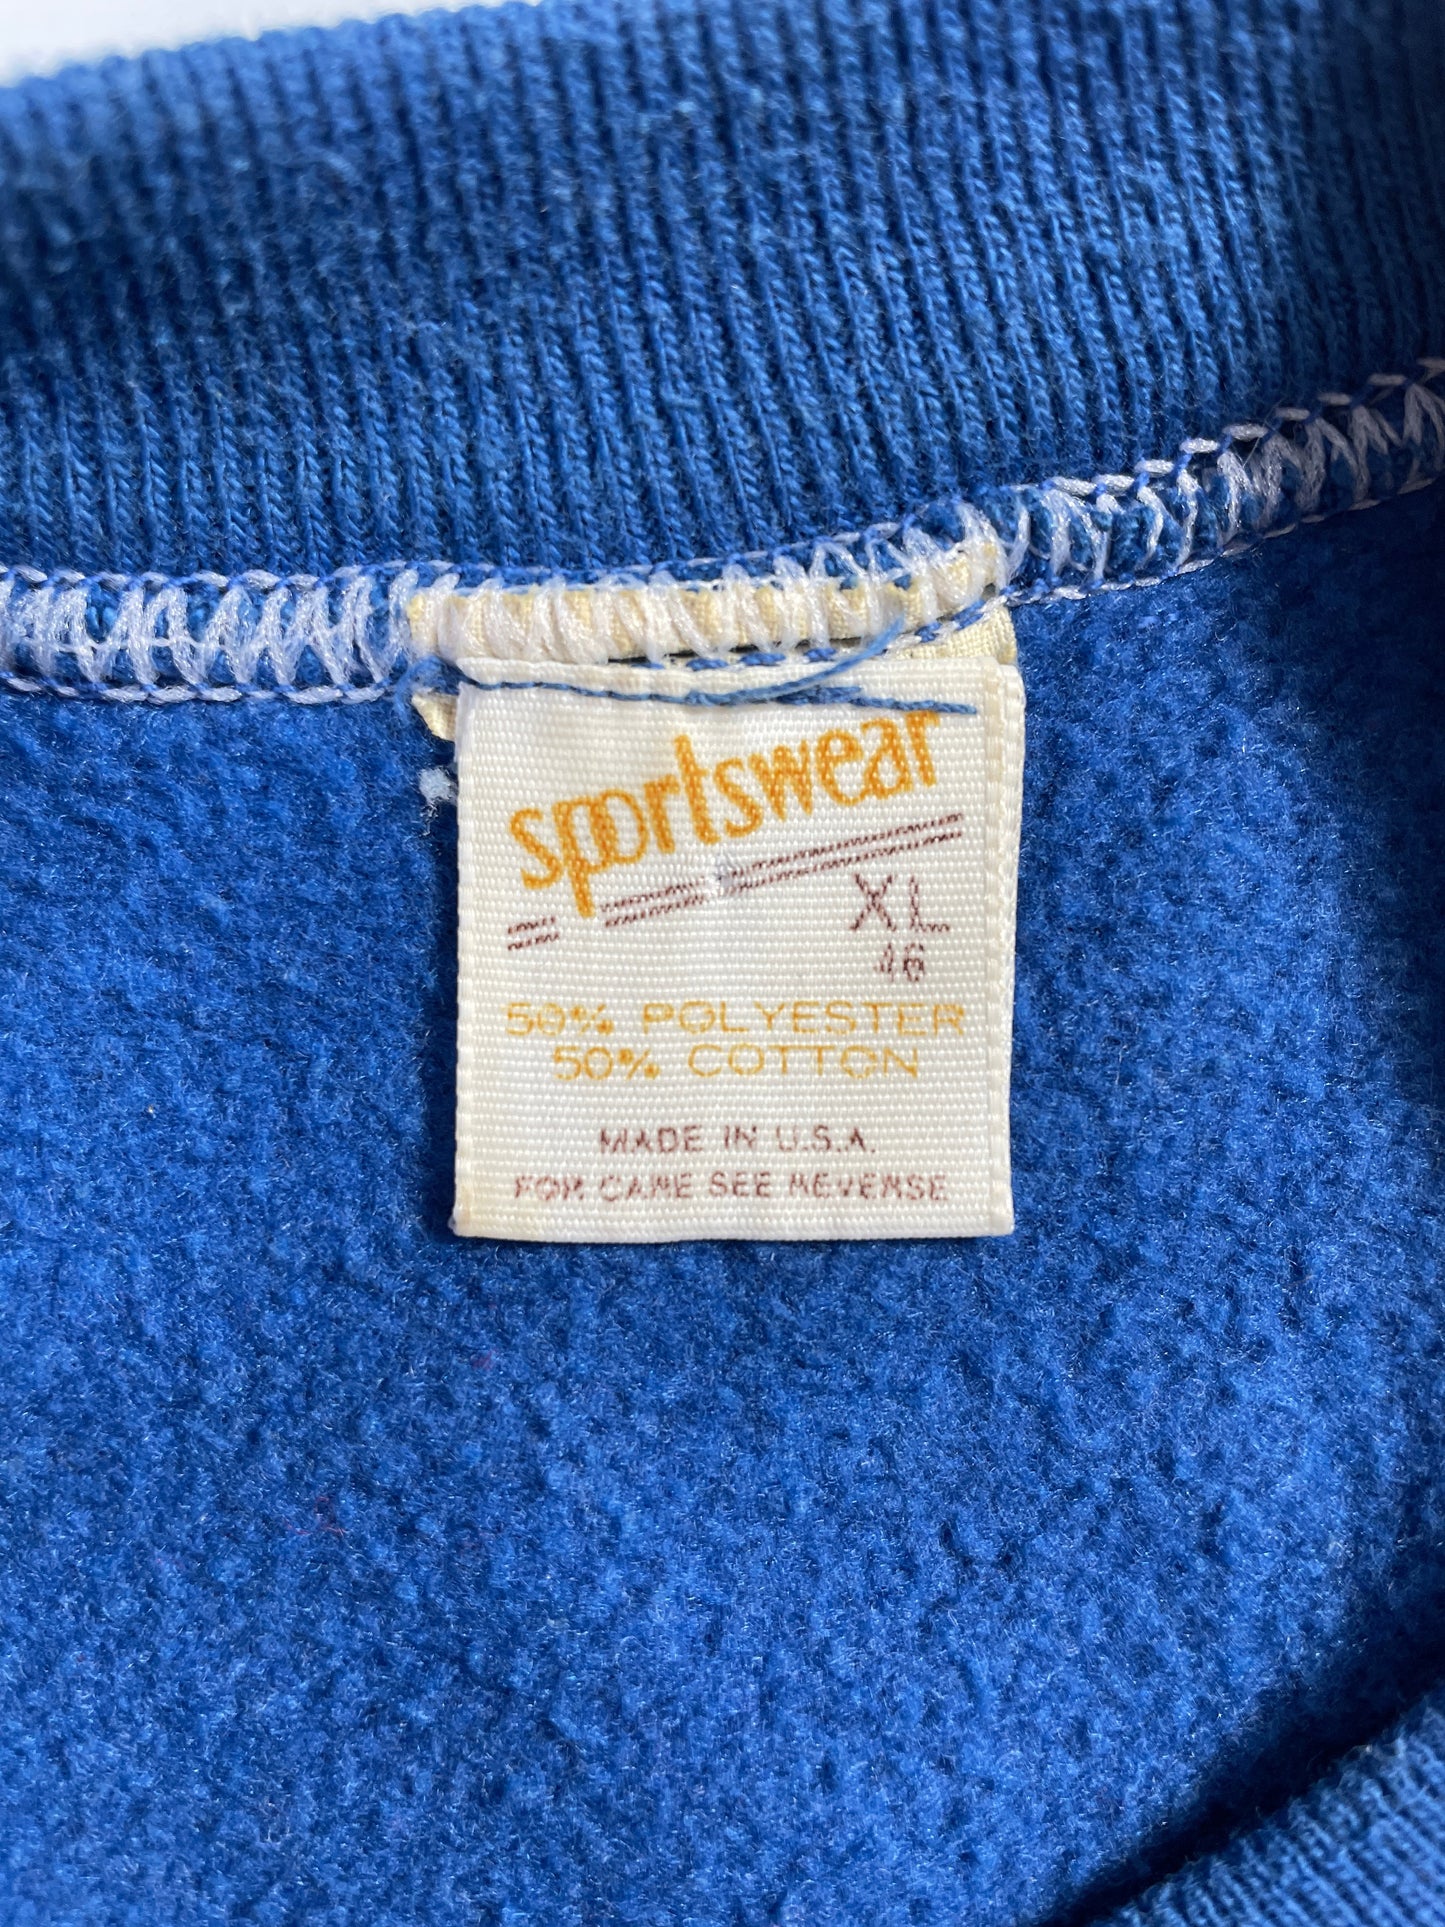 sportswear
XL
46
50% POLYESTER
50% COTTON
MADE IN U.S.A.
FOR CARE SEE REVERSE